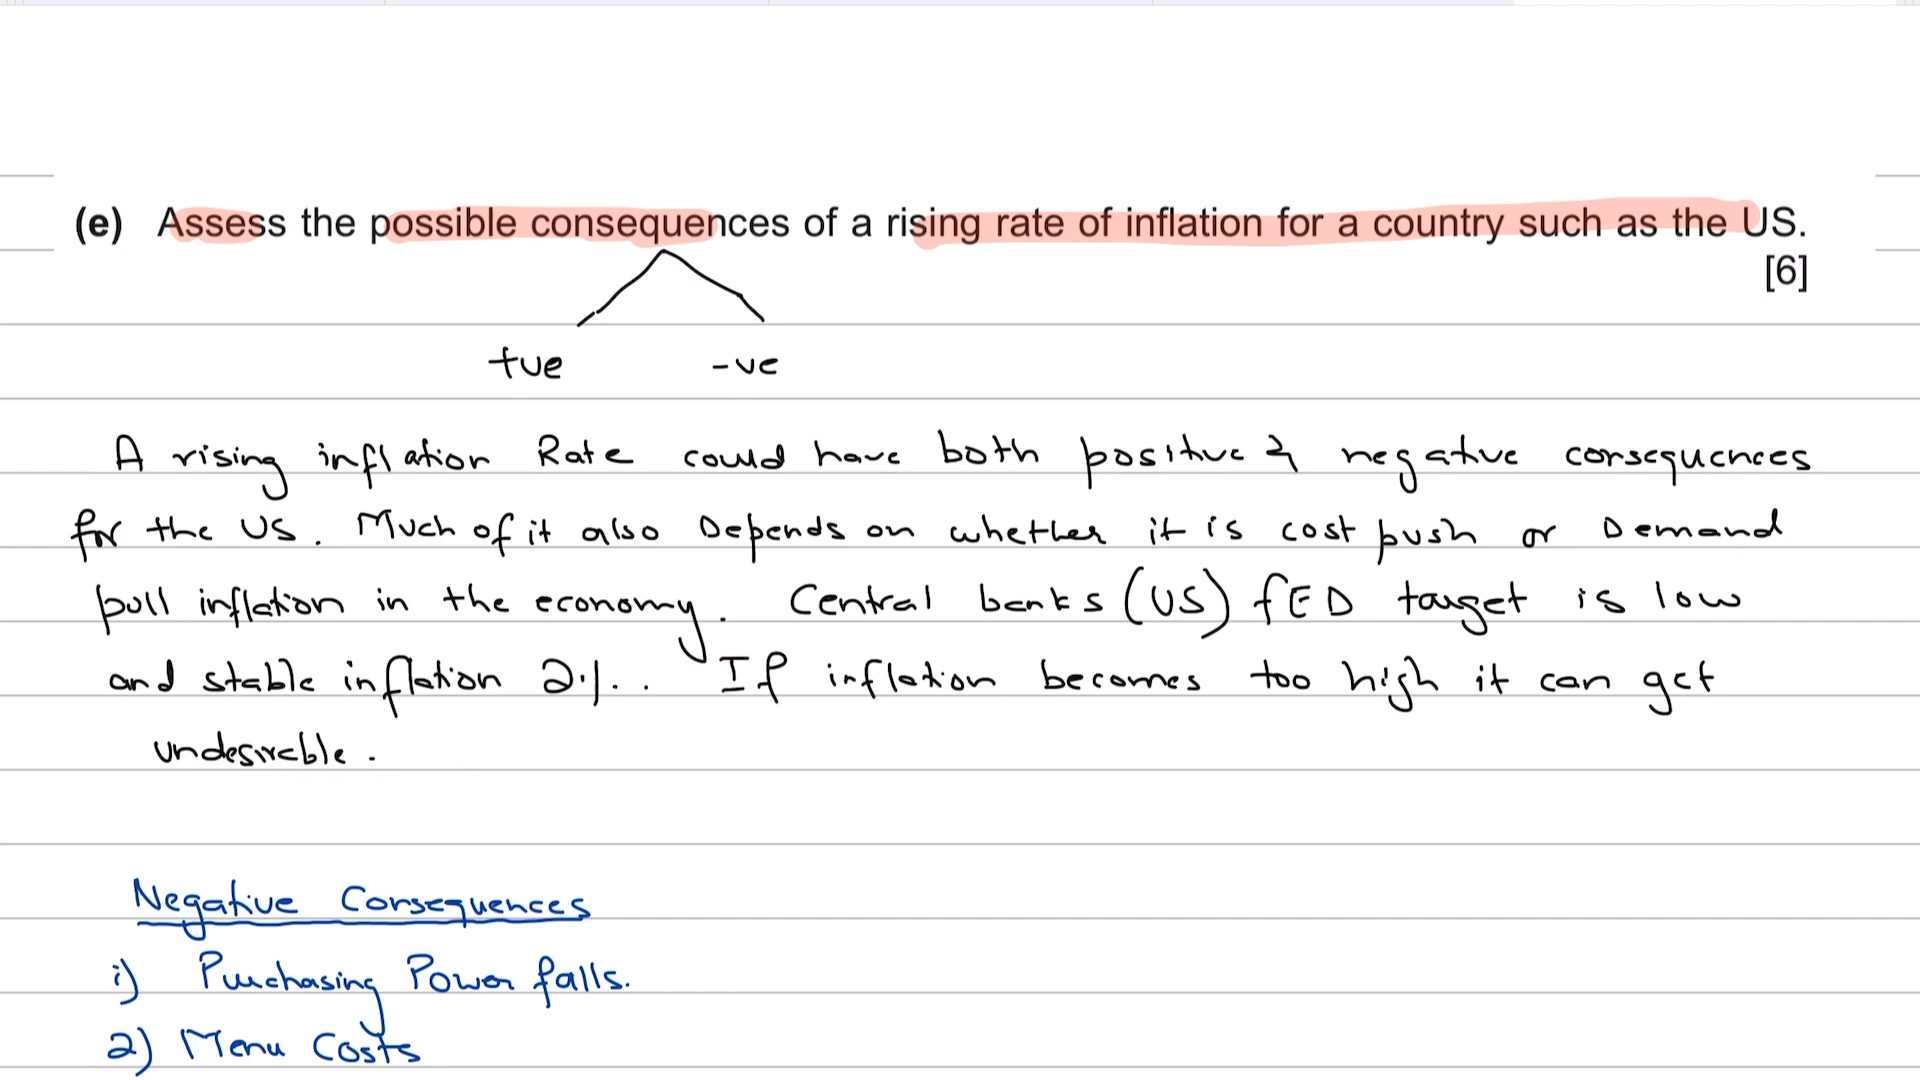 (e) Assess the possible consequences of a rising rate of inflation for a country such as the US.
[6]
+ve -ve
A rising inflation Rate could have both positive & negative consequences
for the US. Much of it also Depends on whether it is cost push or Demand
pull inflation in the economy. Central banks (US) fED target is low
and stable inflation 2%. If inflation becomes too high it can get
undesirable.
Negative Consequences
i) Purchasing Power falls.
2) Menu Costs